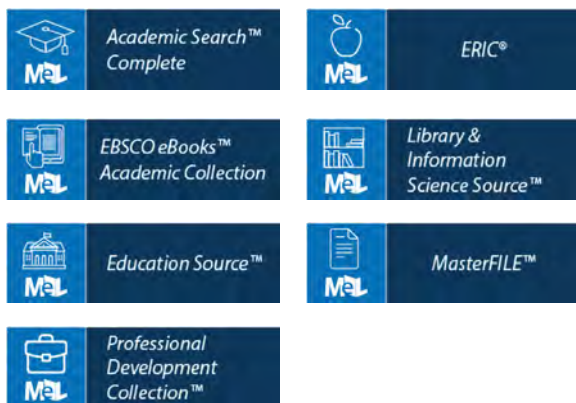 Academic Search™
Complete
MeL
ERIC®
MeL
EBSCO eBooks™
Academic Collection
MeL
Library &
Information
Science Source™
MeL
Education Source™
MeL
MasterFILE™
MeL
Professional
Development
Collection™
MeL